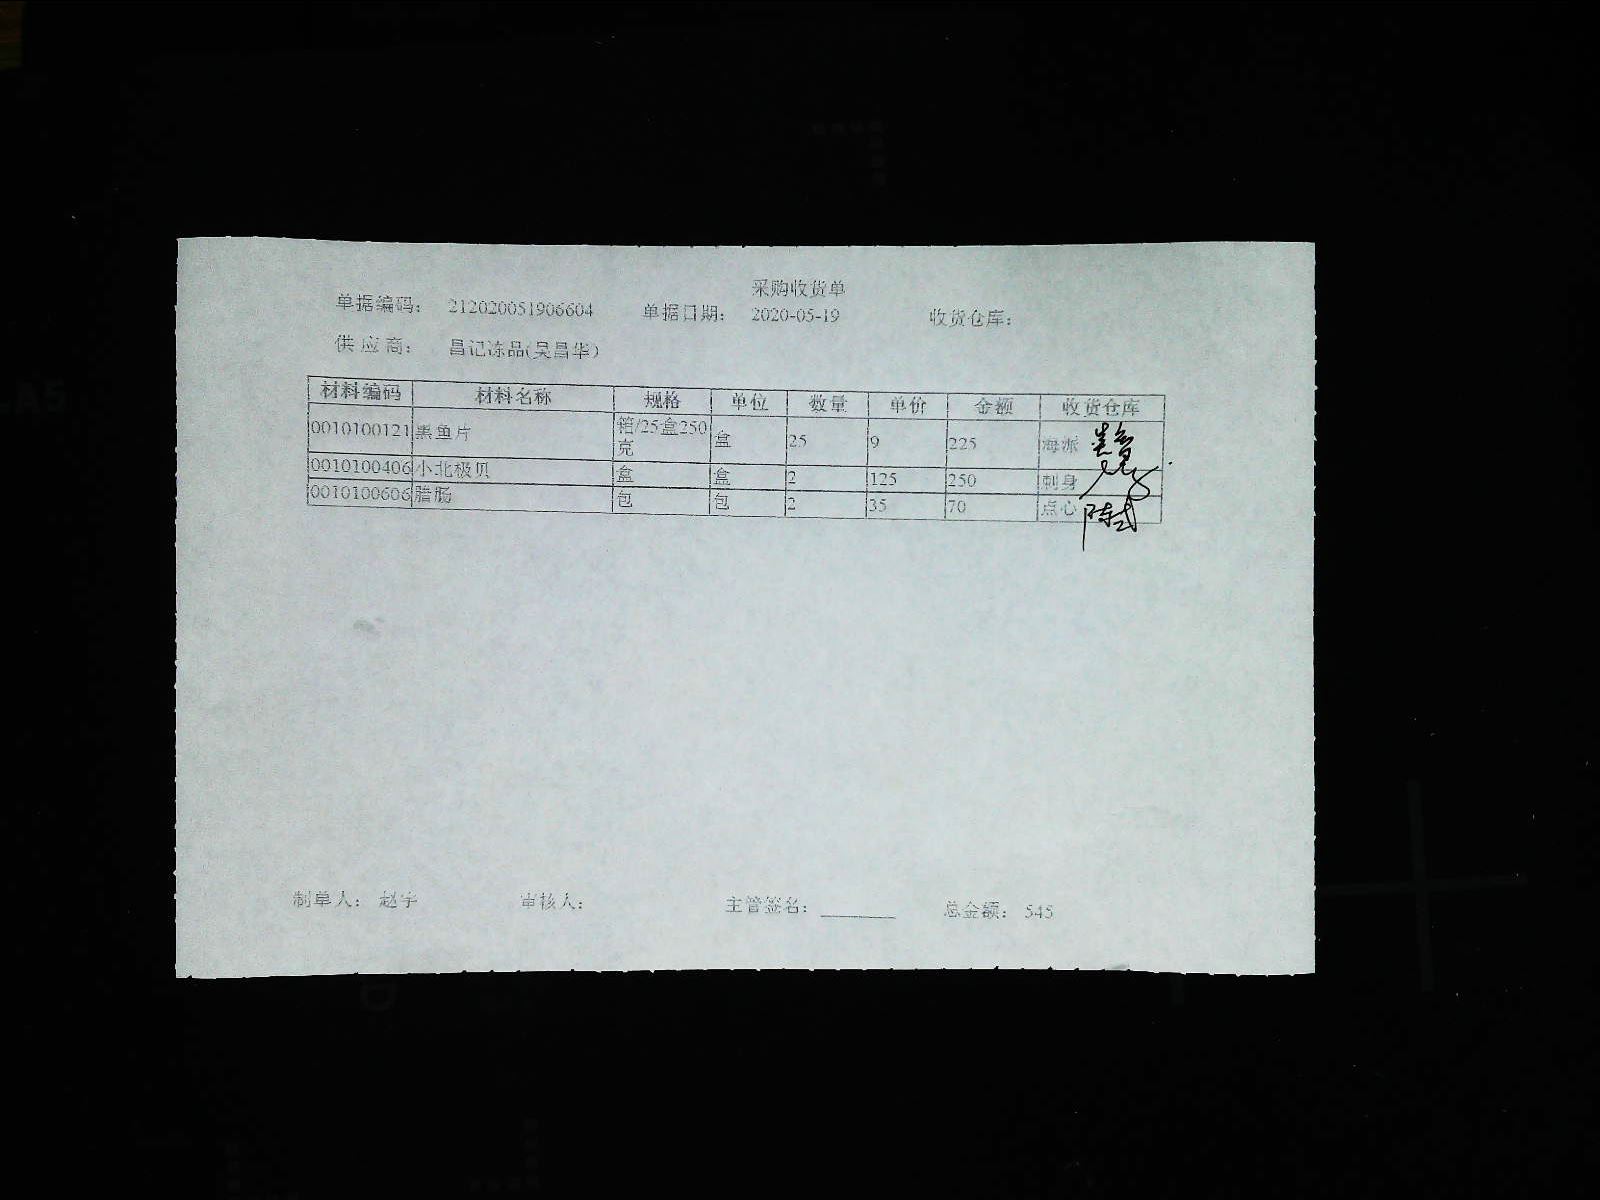 采购收货单
单据编码： 212020051906604 单据日期： 2020-05-19 收货仓库：
供应商： 昌记冻品(吴昌华)
材料编码 材料名称 规格 单位 数量 单价 金额 收货仓库
0010100121 黑鱼片 箱/25盒250克 盒 25 9 225 海派
0010100406 小北极贝 盒 盒 2 125 250 刺身
0010100606 腊肠 包 包 2 35 70 点心
制单人： 赵宇 审核人： 主管签名： 总金额： 545